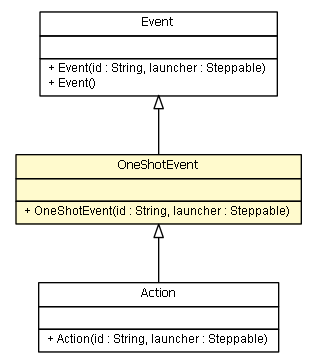 Event
+ Event(id : String, launcher : Steppable)
+ Event()
OneShotEvent
+ OneShotEvent(id : String, launcher : Steppable)
Action
+ Action(id : String, launcher : Steppable)